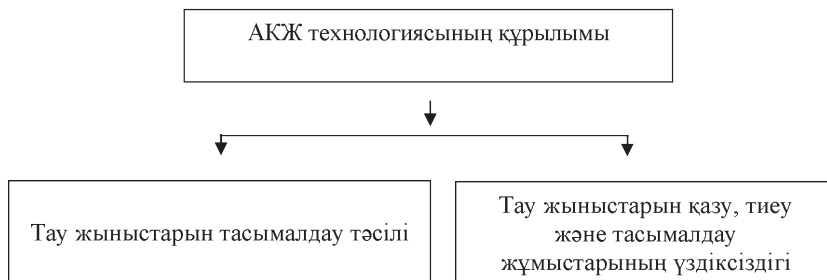 АКЖ технологиясының құрылымы
Тау жыныстарын тасымалдау тәсілі
Тау жыныстарын қазу, тиеу
және тасымалдау
жұмыстарының үздіксіздігі